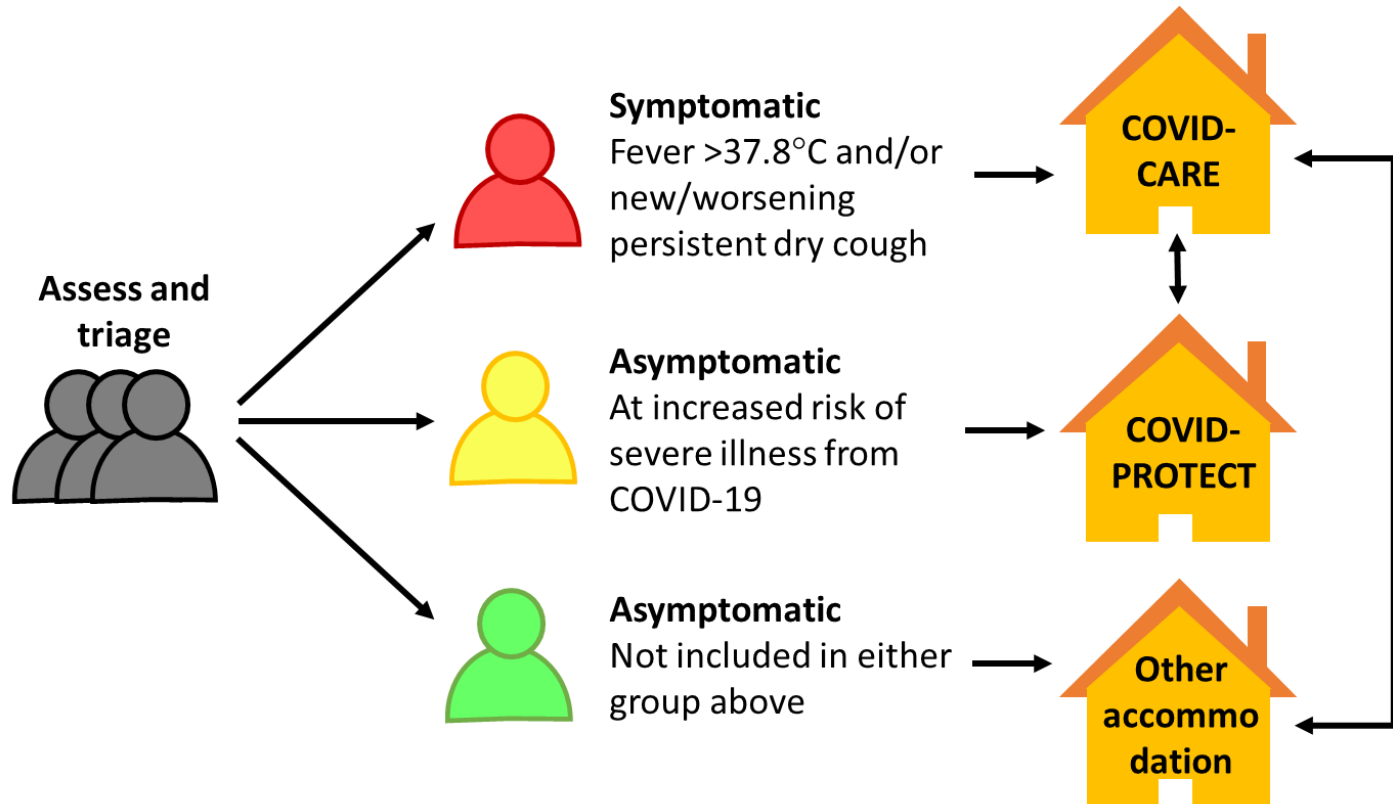 Assess and
triage
Symptomatic
Fever >37.8°C and/or
new/worsening
persistent dry cough
COVID-
CARE
Asymptomatic
At increased risk of
severe illness from
COVID-19
COVID-
PROTECT
Asymptomatic
Not included in either
group above
Other
accommo
dation